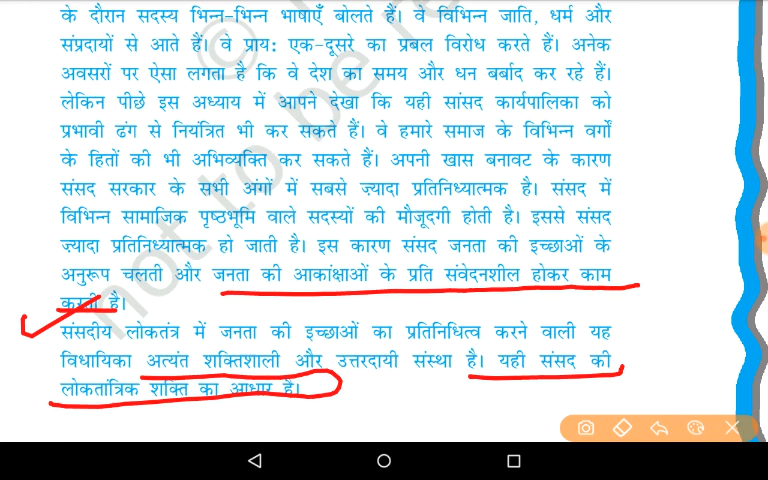 के दौरान सदस्य भिन्न-भिन्न भाषाएँ बोलते हैं। वे विभिन्न जाति, धर्म और
संप्रदायों से आते हैं। वे प्राय: एक-दूसरे का प्रबल विरोध करते हैं। अनेक
अवसरों पर ऐसा लगता है कि वे देश का समय और धन बर्बाद कर रहे हैं।
लेकिन पीछे इस अध्याय में आपने देखा कि यही सांसद कार्यपालिका को
प्रभावी ढंग से नियंत्रित भी कर सकते हैं। वे हमारे समाज के विभिन्न वर्गों
के हितों की भी अभिव्यक्ति कर सकते हैं। अपनी खास बनावट के कारण
संसद सरकार के सभी अंगों में सबसे ज़्यादा प्रतिनिध्यात्मक है। संसद में
विभिन्न सामाजिक पृष्ठभूमि वाले सदस्यों की मौजूदगी होती है। इससे संसद
ज़्यादा प्रतिनिध्यात्मक हो जाती है। इस कारण संसद जनता की इच्छाओं के
अनुरूप चलती और जनता की आकांक्षाओं के प्रति संवेदनशील होकर काम
करती है।
संसदीय लोकतंत्र में जनता की इच्छाओं का प्रतिनिधित्व करने वाली यह
विधायिका अत्यंत शक्तिशाली और उत्तरदायी संस्था है। यही संसद की
लोकतांत्रिक शक्ति का आधार है।
© not to be re